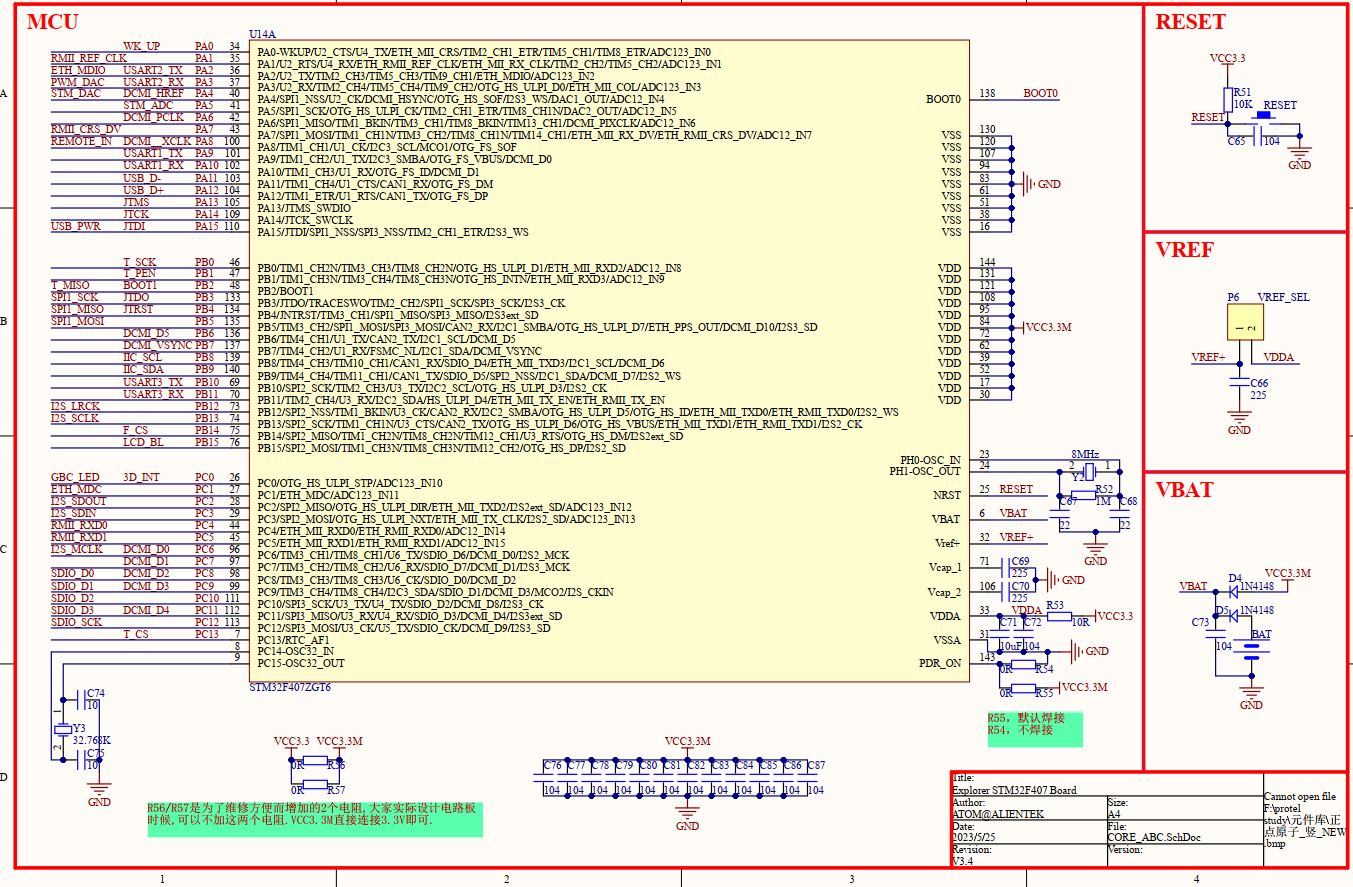 MCU
U14A
WK_UP PA0 34 PA0-WKUP/U2_CTS/U4_TX/ETH_MII_CRS/TIM2_CH1_ETR/TIM5_CH1/TIM8_ETR/ADC123_IN0
RMII_REF_CLK PA1 35 PA1/U2_RTS/U4_RX/ETH_RMII_REF_CLK/ETH_MII_RX_CLK/TIM2_CH2/TIM5_CH2/ADC123_IN1
ETH_MDIO USART2_TX PA2 36 PA2/U2_TX/TIM2_CH3/TIM5_CH3/TIM9_CH1/ETH_MDIO/ADC123_IN2
PWM_DAC USART2_RX PA3 37 PA3/U2_RX/TIM2_CH4/TIM5_CH4/TIM9_CH2/OTG_HS_ULPI_D0/ETH_MII_COL/ADC123_IN3
STM_DAC DCMI_HREF PA4 40 PA4/SPI1_NSS/U2_CK/DCMI_HSYNC/OTG_HS_SOF/I2S3_WS/DAC1_OUT/ADC12_IN4
STM_ADC PA5 41 PA5/SPI1_SCK/OTG_HS_ULPI_CK/TIM2_CH1_ETR/TIM8_CH1N/DAC2_OUT/ADC12_IN5
DCMI_PCLK PA6 42 PA6/SPI1_MISO/TIM1_BKIN/TIM3_CH1/TIM8_BKIN/TIM13_CH1/DCMI_PIXCLK/ADC12_IN6
RMII_CRS_DV PA7 43 PA7/SPI1_MOSI/TIM1_CH1N/TIM3_CH2/TIM8_CH1N/TIM14_CH1/ETH_MII_RX_DV/ETH_RMII_CRS_DV/ADC12_IN7
REMOTE_IN DCMI_XCLK PA8 100 PA8/TIM1_CH1/U1_CK/I2C3_SCL/MCO1/OTG_FS_SOF
USART1_TX PA9 101 PA9/TIM1_CH2/U1_TX/I2C3_SMBA/OTG_FS_VBUS/DCMI_D0
USART1_RX PA10 102 PA10/TIM1_CH3/U1_RX/OTG_FS_ID/DCMI_D1
USB_D- PA11 103 PA11/TIM1_CH4/U1_CTS/CAN1_RX/OTG_FS_DM
USB_D+ PA12 104 PA12/TIM1_ETR/U1_RTS/CAN1_TX/OTG_FS_DP
JTMS PA13 105 PA13/JTMS_SWDIO
JTCK PA14 109 PA14/JTCK_SWCLK
USB_PWR JTDI PA15 110 PA15/JTDI/SPI1_NSS/SPI3_NSS/TIM2_CH1_ETR/I2S3_WS
T_SCK PB0 46 PB0/TIM1_CH2N/TIM3_CH3/TIM8_CH2N/OTG_HS_ULPI_D1/ETH_MII_RXD2/ADC12_IN8
T_PEN PB1 47 PB1/TIM1_CH3N/TIM3_CH4/TIM8_CH3N/OTG_HS_INTN/ETH_MII_RXD3/ADC12_IN9
T_MISO BOOT1 PB2 48 PB2/BOOT1
SPI1_SCK JTDO PB3 133 PB3/JTDO/TRACESWO/TIM2_CH2/SPI1_SCK/SPI3_SCK/I2S3_CK
SPI1_MISO JTRST PB4 134 PB4/JNTRST/TIM3_CH1/SPI1_MISO/SPI3_MISO/I2S3ext_SD
SPI1_MOSI PB5 135 PB5/TIM3_CH2/SPI1_MOSI/SPI3_MOSI/CAN2_RX/I2C1_SMBA/OTG_HS_ULPI_D7/ETH_PPS_OUT/DCMI_D10/I2S3_SD
DCMI_D5 PB6 136 PB6/TIM4_CH1/U1_TX/CAN2_TX/I2C1_SCL/DCMI_D5
DCMI_VSYNC PB7 137 PB7/TIM4_CH2/U1_RX/FSMC_NL/I2C1_SDA/DCMI_VSYNC
IIC_SCL PB8 139 PB8/TIM4_CH3/TIM10_CH1/CAN1_RX/SDIO_D4/ETH_MII_TXD3/I2C1_SCL/DCMI_D6
IIC_SDA PB9 140 PB9/TIM4_CH4/TIM11_CH1/CAN1_TX/SDIO_D5/SPI2_NSS/I2C1_SDA/DCMI_D7/I2S2_WS
USART3_TX PB10 69 PB10/SPI2_SCK/TIM2_CH3/U3_TX/I2C2_SCL/OTG_HS_ULPI_D3/I2S2_CK
USART3_RX PB11 70 PB11/TIM2_CH4/U3_RX/I2C2_SDA/HS_ULPI_D4/ETH_MII_TX_EN/ETH_RMII_TX_EN
I2S_LRCK PB12 73 PB12/SPI2_NSS/TIM1_BKIN/U3_CK/CAN2_RX/I2C2_SMBA/OTG_HS_ULPI_D5/OTG_HS_ID/ETH_MII_TXD0/ETH_RMII_TXD0/I2S2_WS
I2S_SCLK PB13 74 PB13/SPI2_SCK/TIM1_CH1N/U3_CTS/CAN2_TX/OTG_HS_ULPI_D6/OTG_HS_VBUS/ETH_MII_TXD1/ETH_RMII_TXD1/I2S2_CK
F_CS PB14 75 PB14/SPI2_MISO/TIM1_CH2N/TIM8_CH2N/TIM12_CH1/U3_RTS/OTG_HS_DM/I2S2ext_SD
LCD_BL PB15 76 PB15/SPI2_MOSI/TIM1_CH3N/TIM8_CH3N/TIM12_CH2/OTG_HS_DP/I2S2_SD
GBC_LED 3D_INT PC0 26 PC0/OTG_HS_ULPI_STP/ADC123_IN10
ETH_MDC PC1 27 PC1/ETH_MDC/ADC123_IN11
I2S_SDOUT PC2 28 PC2/SPI2_MISO/OTG_HS_ULPI_DIR/ETH_MII_TXD2/I2S2ext_SD/ADC123_IN12
I2S_SDIN PC3 29 PC3/SPI2_MOSI/OTG_HS_ULPI_NXT/ETH_MII_TX_CLK/I2S2_SD/ADC123_IN13
RMII_RXD0 PC4 44 PC4/ETH_MII_RXD0/ETH_RMII_RXD0/ADC12_IN14
RMII_RXD1 PC5 45 PC5/ETH_MII_RXD1/ETH_RMII_RXD1/ADC12_IN15
I2S_MCLK DCMI_D0 PC6 96 PC6/TIM3_CH1/TIM8_CH1/U6_TX/SDIO_D6/DCMI_D0/I2S2_MCK
DCMI_D1 PC7 97 PC7/TIM3_CH2/TIM8_CH2/U6_RX/SDIO_D7/DCMI_D1/I2S3_MCK
SDIO_D0 DCMI_D2 PC8 98 PC8/TIM3_CH3/TIM8_CH3/U6_CK/SDIO_D0/DCMI_D2
SDIO_D1 DCMI_D3 PC9 99 PC9/TIM3_CH4/TIM8_CH4/I2C3_SDA/SDIO_D1/DCMI_D3/MCO2/I2S_CKIN
SDIO_D2 PC10 111 PC10/SPI3_SCK/U3_TX/U4_TX/SDIO_D2/DCMI_D8/I2S3_CK
SDIO_D3 DCMI_D4 PC11 112 PC11/SPI3_MISO/U3_RX/U4_RX/SDIO_D3/DCMI_D4/I2S3ext_SD
SDIO_SCK PC12 113 PC12/SPI3_MOSI/U3_CK/U5_TX/SDIO_CK/DCMI_D9/I2S3_SD
T_CS PC13 7 PC13/RTC_AF1
8 PC14-OSC32_IN
9 PC15-OSC32_OUT
STM32F407ZGT6
BOOT0 138 BOOT0
VSS 130
VSS 120
VSS 107
VSS 94
VSS 83 GND
VSS 61
VSS 51
VSS 38
VSS 16
VDD 144
VDD 131
VDD 121
VDD 108
VDD 95
VDD 84 VCC3.3M
VDD 72
VDD 62
VDD 39
VDD 52
VDD 17
VDD 30
PH0-OSC_IN 23
PH1-OSC_OUT 24
8MHz
2 1
Y2
NRST 25 RESET
R52
1M
C67 C68
22 22
GND
VBAT 6 VBAT
Vref+ 32 VREF+
Vcap_1 71 C69
225
GND
Vcap_2 106 C70
225
VDDA 33 VDDA R53
10R VCC3.3
C71 C72
10uF 104
VSSA 31 GND
PDR_ON 143
0R R54
0R R55 VCC3.3M
R55，默认焊接
R54，不焊接
C74
10
1
Y3
32.768K
2
C75
10
GND
VCC3.3 VCC3.3M
0R R56
0R R57
R56/R57是为了维修方便而增加的2个电阻,大家实际设计电路板
时候,可以不加这两个电阻.VCC3.3M直接连接3.3V即可.
VCC3.3M
C76 C77 C78 C79 C80 C81 C82 C83 C84 C85 C86 C87
104 104 104 104 104 104 104 104 104 104 104 104
GND
RESET
VCC3.3
R51
10K
RESET
RESET
C65 104
GND
VREF
P6 VREF_SEL
1 2
VREF+ VDDA
C66
225
GND
VBAT
VCC3.3M
VBAT D4 1N4148
D5 1N4148
C73
104
BAT
GND
Title:
Explorer STM32F407 Board
Author:
ATOM@ALIENTEK
Size:
A4
Date:
2023/5/25
File:
CORE_ABC.SchDoc
Revision:
V3.4
Version:
Cannot open file
F:\protel
study\元件库\正
点原子_竖_NEW
.bmp
A
B
C
D
1 2 3 4